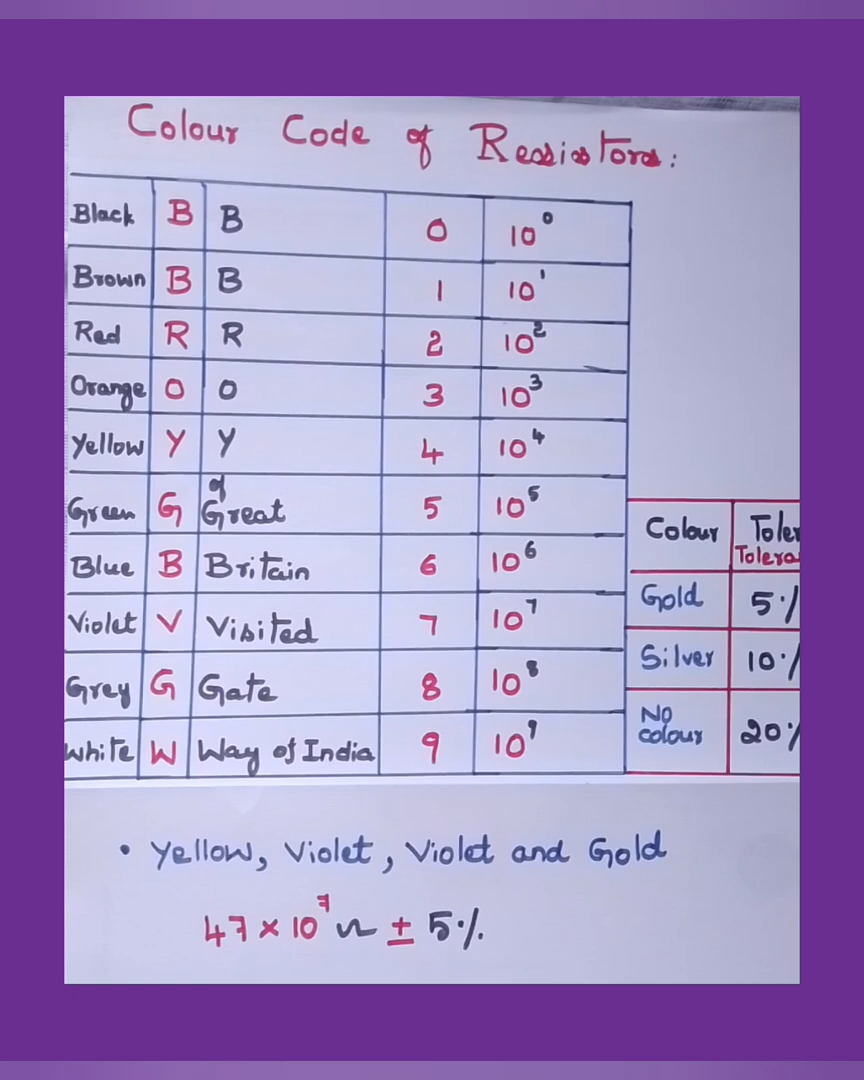 Colour Code of Resistors:
Black B B 0 10⁰
Brown B B 1 10¹
Red R R 2 10²
Orange O O 3 10³
Yellow Y Y 4 10⁴
Green G of Great 5 10⁵
Blue B Britain 6 10⁶
Violet V Visited 7 10⁷
Grey G Gate 8 10⁸
White W Way of India 9 10⁹
Colour Toler
Tolera
Gold 5%
Silver 10%
No colour 20%
• Yellow, Violet, Violet and Gold
47 × 10⁷ Ω ± 5%